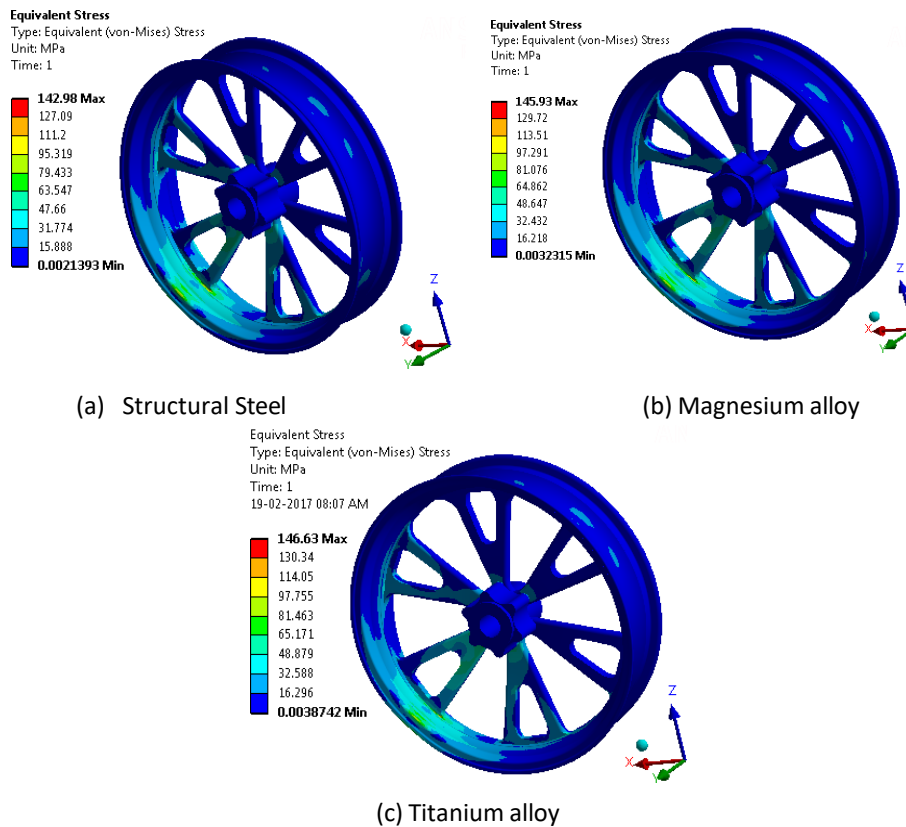 Equivalent Stress
Type: Equivalent (von-Mises) Stress
Unit: MPa
Time: 1
142.98 Max
127.09
111.2
95.319
79.433
63.547
47.66
31.774
15.888
0.0021393 Min
Z
X
Y
(a) Structural Steel
Equivalent Stress
Type: Equivalent (von-Mises) Stress
Unit: MPa
Time: 1
145.93 Max
129.72
113.51
97.291
81.076
64.862
48.647
32.432
16.218
0.0032315 Min
Z
X
Y
(b) Magnesium alloy
Equivalent Stress
Type: Equivalent (von-Mises) Stress
Unit: MPa
Time: 1
19-02-2017 08:07 AM
146.63 Max
130.34
114.05
97.755
81.463
65.171
48.879
32.588
16.296
0.0038742 Min
Z
X
Y
(c) Titanium alloy